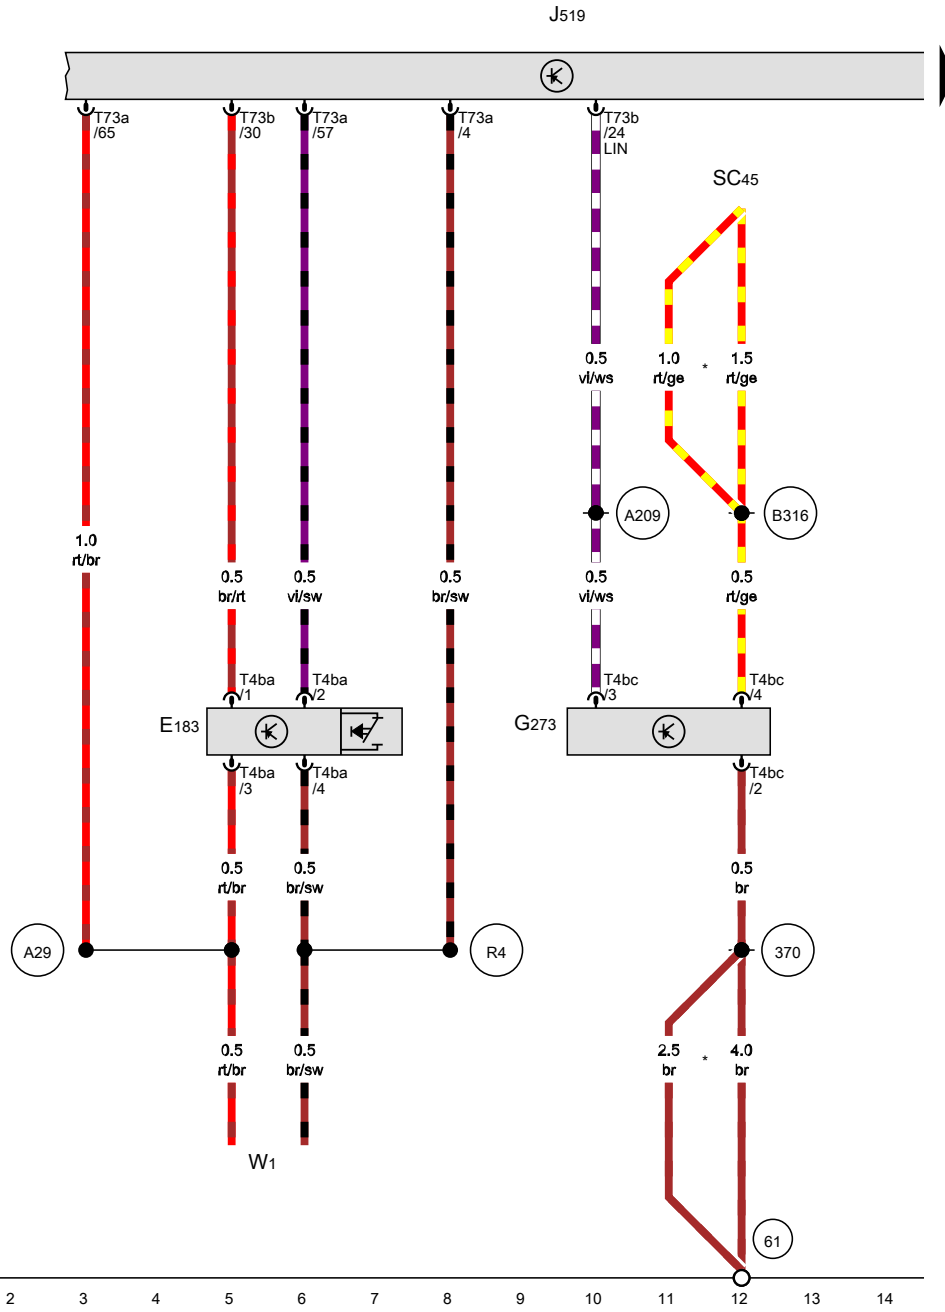 J519
T73a
/65
T73b
/30
T73a
/57
T73a
/4
T73b
/24
LIN
SC45
0.5
vi/ws
1.0
rt/ge
*
1.5
rt/ge
A209
B316
1.0
rt/br
0.5
br/rt
0.5
vi/sw
0.5
br/sw
0.5
vi/ws
0.5
rt/ge
T4ba
/1
T4ba
/2
T4bc
/3
T4bc
/4
E183
G273
T4ba
/3
T4ba
/4
T4bc
/2
0.5
rt/br
0.5
br/sw
0.5
br
A29
R4
370
0.5
rt/br
0.5
br/sw
2.5
br
*
4.0
br
W1
61
2 3 4 5 6 7 8 9 10 11 12 13 14